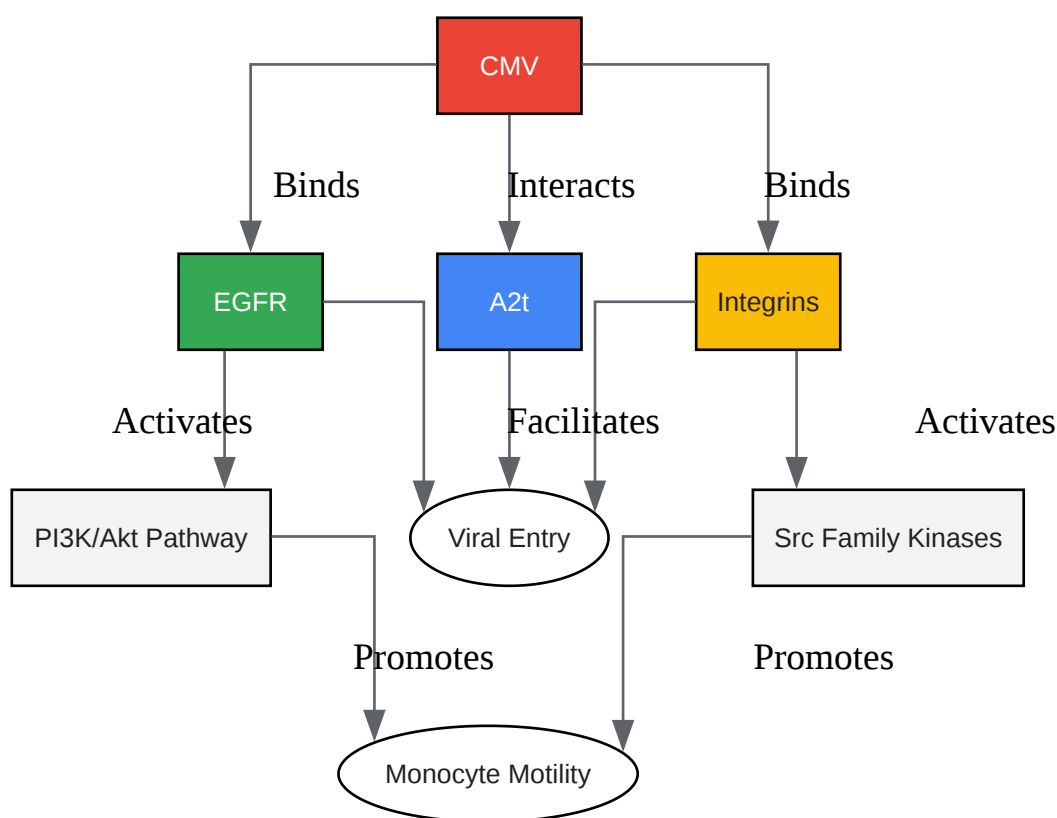 CMV
Binds
Interacts
Binds
EGFR
A2t
Integrins
Activates
Facilitates
Activates
PI3K/Akt Pathway
Viral Entry
Src Family Kinases
Promotes
Promotes
Monocyte Motility